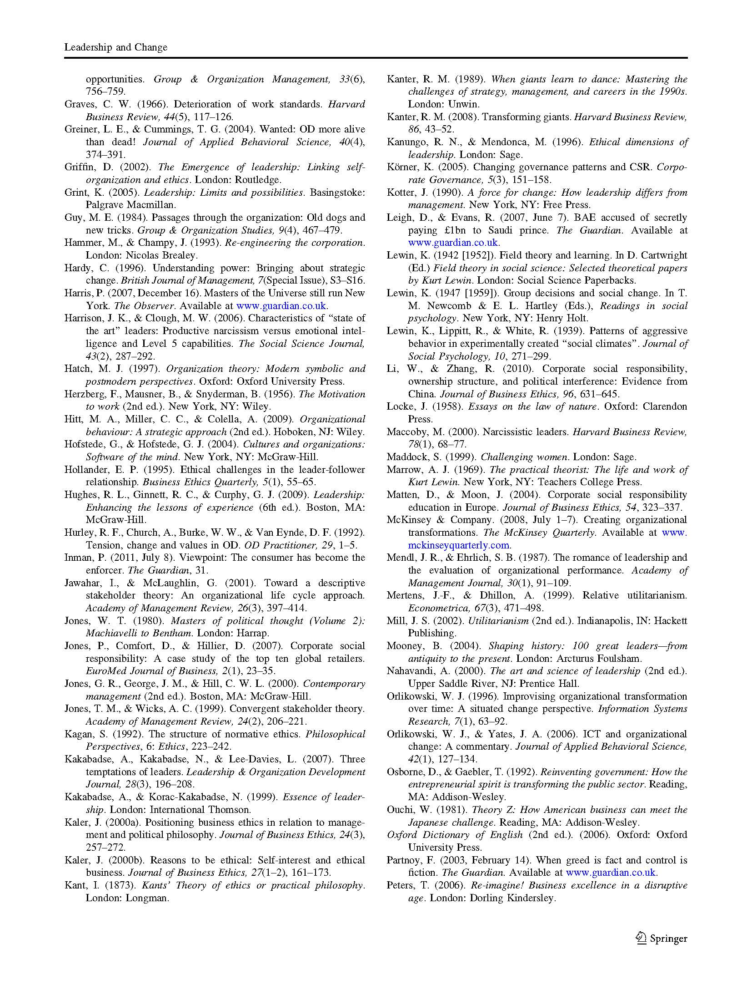 Leadership and Change
opportunities. Group & Organization Management, 33(6),
756–759.
Graves, C. W. (1966). Deterioration of work standards. Harvard
Business Review, 44(5), 117–126.
Greiner, L. E., & Cummings, T. G. (2004). Wanted: OD more alive
than dead! Journal of Applied Behavioral Science, 40(4),
374–391.
Griffin, D. (2002). The Emergence of leadership: Linking self-
organization and ethics. London: Routledge.
Grint, K. (2005). Leadership: Limits and possibilities. Basingstoke:
Palgrave Macmillan.
Guy, M. E. (1984). Passages through the organization: Old dogs and
new tricks. Group & Organization Studies, 9(4), 467–479.
Hammer, M., & Champy, J. (1993). Re-engineering the corporation.
London: Nicolas Brealey.
Hardy, C. (1996). Understanding power: Bringing about strategic
change. British Journal of Management, 7(Special Issue), S3–S16.
Harris, P. (2007, December 16). Masters of the Universe still run New
York. The Observer. Available at www.guardian.co.uk.
Harrison, J. K., & Clough, M. W. (2006). Characteristics of “state of
the art” leaders: Productive narcissism versus emotional intel-
ligence and Level 5 capabilities. The Social Science Journal,
43(2), 287–292.
Hatch, M. J. (1997). Organization theory: Modern symbolic and
postmodern perspectives. Oxford: Oxford University Press.
Herzberg, F., Mausner, B., & Snyderman, B. (1956). The Motivation
to work (2nd ed.). New York, NY: Wiley.
Hitt, M. A., Miller, C. C., & Colella, A. (2009). Organizational
behaviour: A strategic approach (2nd ed.). Hoboken, NJ: Wiley.
Hofstede, G., & Hofstede, G. J. (2004). Cultures and organizations:
Software of the mind. New York, NY: McGraw-Hill.
Hollander, E. P. (1995). Ethical challenges in the leader-follower
relationship. Business Ethics Quarterly, 5(1), 55–65.
Hughes, R. L., Ginnett, R. C., & Curphy, G. J. (2009). Leadership:
Enhancing the lessons of experience (6th ed.). Boston, MA:
McGraw-Hill.
Hurley, R. F., Church, A., Burke, W. W., & Van Eynde, D. F. (1992).
Tension, change and values in OD. OD Practitioner, 29, 1–5.
Inman, P. (2011, July 8). Viewpoint: The consumer has become the
enforcer. The Guardian, 31.
Jawahar, I., & McLaughlin, G. (2001). Toward a descriptive
stakeholder theory: An organizational life cycle approach.
Academy of Management Review, 26(3), 397–414.
Jones, W. T. (1980). Masters of political thought (Volume 2):
Machiavelli to Bentham. London: Harrap.
Jones, P., Comfort, D., & Hillier, D. (2007). Corporate social
responsibility: A case study of the top ten global retailers.
EuroMed Journal of Business, 2(1), 23–35.
Jones, G. R., George, J. M., & Hill, C. W. L. (2000). Contemporary
management (2nd ed.). Boston, MA: McGraw-Hill.
Jones, T. M., & Wicks, A. C. (1999). Convergent stakeholder theory.
Academy of Management Review, 24(2), 206–221.
Kagan, S. (1992). The structure of normative ethics. Philosophical
Perspectives, 6: Ethics, 223–242.
Kakabadse, A., Kakabadse, N., & Lee-Davies, L. (2007). Three
temptations of leaders. Leadership & Organization Development
Journal, 28(3), 196–208.
Kakabadse, A., & Korac-Kakabadse, N. (1999). Essence of leader-
ship. London: International Thomson.
Kaler, J. (2000a). Positioning business ethics in relation to manage-
ment and political philosophy. Journal of Business Ethics, 24(3),
257–272.
Kaler, J. (2000b). Reasons to be ethical: Self-interest and ethical
business. Journal of Business Ethics, 27(1–2), 161–173.
Kant, I. (1873). Kants’ Theory of ethics or practical philosophy.
London: Longman.
Kanter, R. M. (1989). When giants learn to dance: Mastering the
challenges of strategy, management, and careers in the 1990s.
London: Unwin.
Kanter, R. M. (2008). Transforming giants. Harvard Business Review,
86, 43–52.
Kanungo, R. N., & Mendonca, M. (1996). Ethical dimensions of
leadership. London: Sage.
Körner, K. (2005). Changing governance patterns and CSR. Corpo-
rate Governance, 5(3), 151–158.
Kotter, J. (1990). A force for change: How leadership differs from
management. New York, NY: Free Press.
Leigh, D., & Evans, R. (2007, June 7). BAE accused of secretly
paying £1bn to Saudi prince. The Guardian. Available at
www.guardian.co.uk.
Lewin, K. (1942 [1952]). Field theory and learning. In D. Cartwright
(Ed.) Field theory in social science: Selected theoretical papers
by Kurt Lewin. London: Social Science Paperbacks.
Lewin, K. (1947 [1959]). Group decisions and social change. In T.
M. Newcomb & E. L. Hartley (Eds.), Readings in social
psychology. New York, NY: Henry Holt.
Lewin, K., Lippitt, R., & White, R. (1939). Patterns of aggressive
behavior in experimentally created “social climates”. Journal of
Social Psychology, 10, 271–299.
Li, W., & Zhang, R. (2010). Corporate social responsibility,
ownership structure, and political interference: Evidence from
China. Journal of Business Ethics, 96, 631–645.
Locke, J. (1958). Essays on the law of nature. Oxford: Clarendon
Press.
Maccoby, M. (2000). Narcissistic leaders. Harvard Business Review,
78(1), 68–77.
Maddock, S. (1999). Challenging women. London: Sage.
Marrow, A. J. (1969). The practical theorist: The life and work of
Kurt Lewin. New York, NY: Teachers College Press.
Matten, D., & Moon, J. (2004). Corporate social responsibility
education in Europe. Journal of Business Ethics, 54, 323–337.
McKinsey & Company. (2008, July 1–7). Creating organizational
transformations. The McKinsey Quarterly. Available at www.
mckinseyquarterly.com.
Mendl, J. R., & Ehrlich, S. B. (1987). The romance of leadership and
the evaluation of organizational performance. Academy of
Management Journal, 30(1), 91–109.
Mertens, J.-F., & Dhillon, A. (1999). Relative utilitarianism.
Econometrica, 67(3), 471–498.
Mill, J. S. (2002). Utilitarianism (2nd ed.). Indianapolis, IN: Hackett
Publishing.
Mooney, B. (2004). Shaping history: 100 great leaders—from
antiquity to the present. London: Arcturus Foulsham.
Nahavandi, A. (2000). The art and science of leadership (2nd ed.).
Upper Saddle River, NJ: Prentice Hall.
Orlikowski, W. J. (1996). Improvising organizational transformation
over time: A situated change perspective. Information Systems
Research, 7(1), 63–92.
Orlikowski, W. J., & Yates, J. A. (2006). ICT and organizational
change: A commentary. Journal of Applied Behavioral Science,
42(1), 127–134.
Osborne, D., & Gaebler, T. (1992). Reinventing government: How the
entrepreneurial spirit is transforming the public sector. Reading,
MA: Addison-Wesley.
Ouchi, W. (1981). Theory Z: How American business can meet the
Japanese challenge. Reading, MA: Addison-Wesley.
Oxford Dictionary of English (2nd ed.). (2006). Oxford: Oxford
University Press.
Partnoy, F. (2003, February 14). When greed is fact and control is
fiction. The Guardian. Available at www.guardian.co.uk.
Peters, T. (2006). Re-imagine! Business excellence in a disruptive
age. London: Dorling Kindersley.
Springer